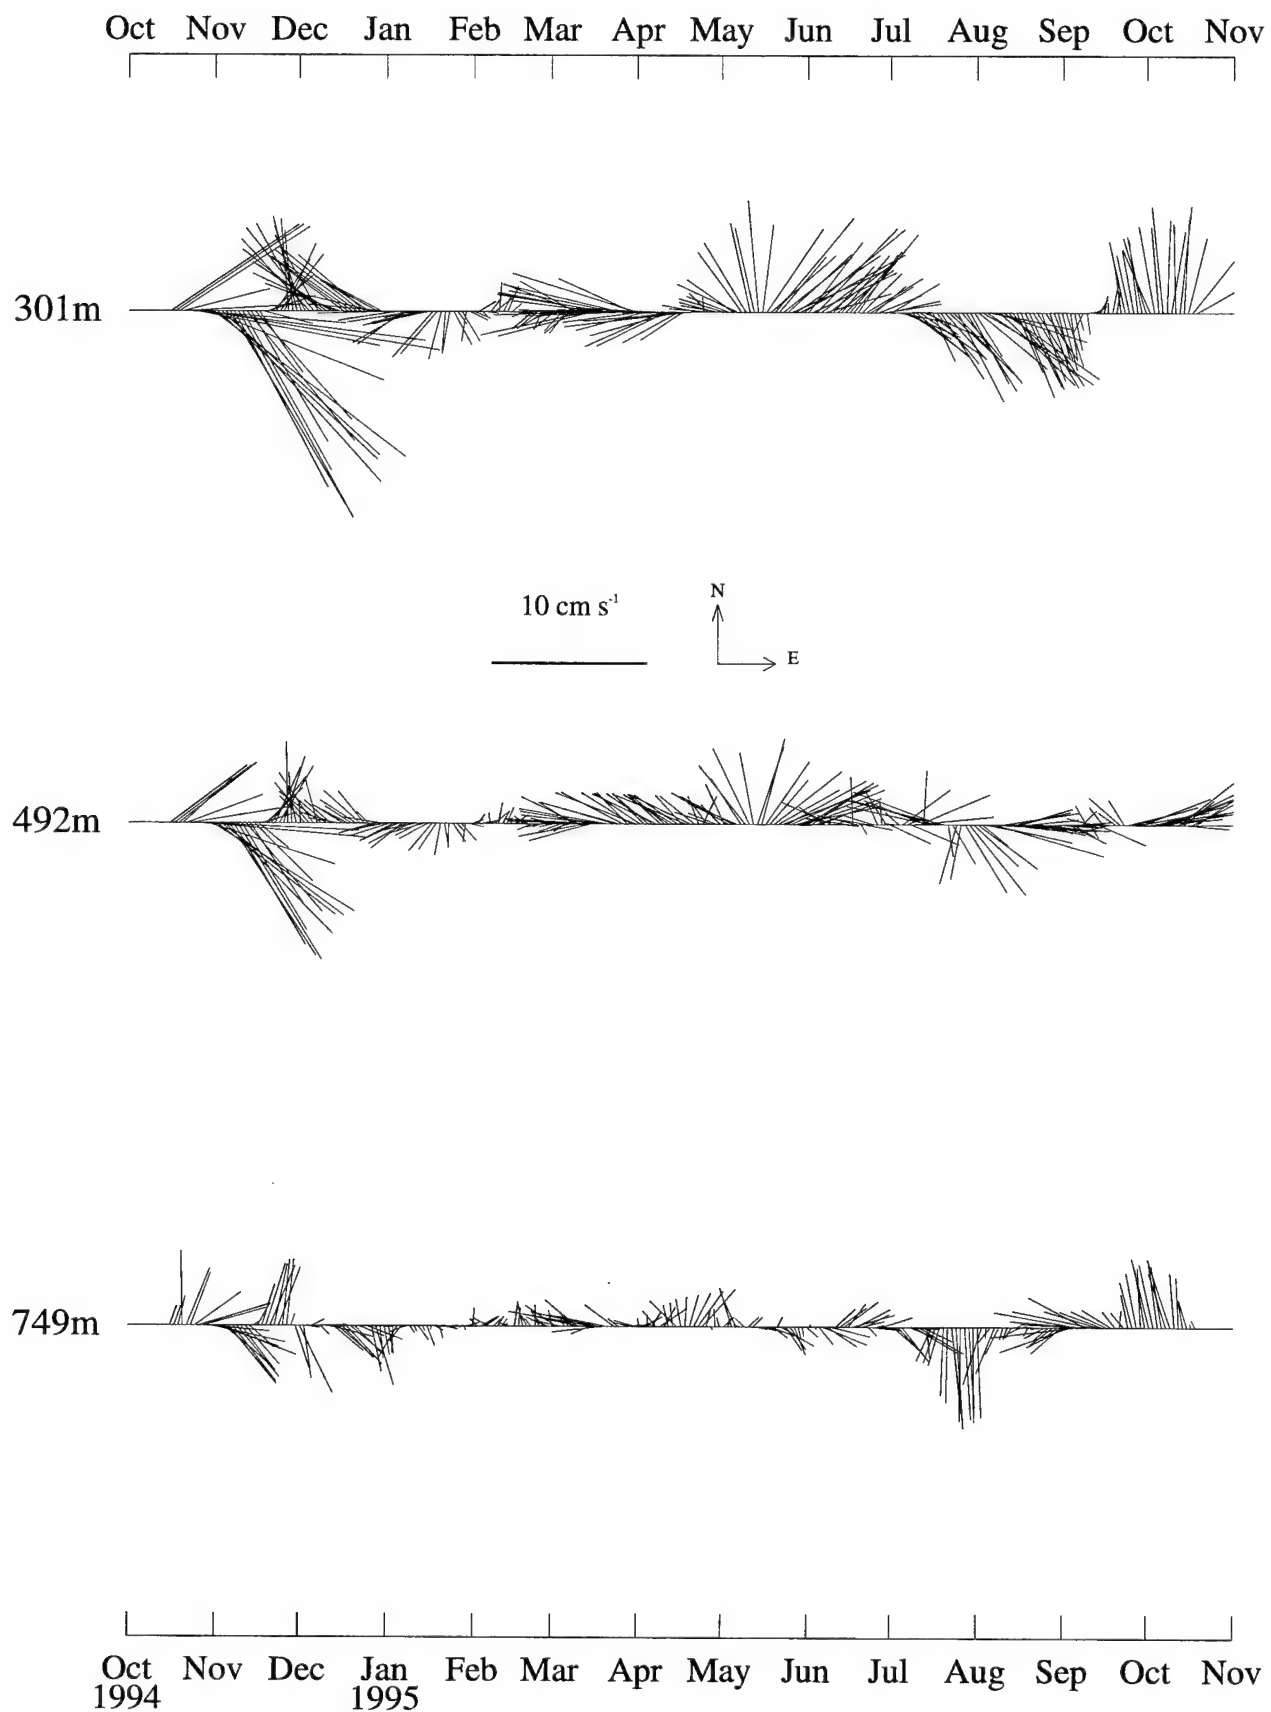 Oct Nov Dec Jan Feb Mar Apr May Jun Jul Aug Sep Oct Nov
301m
10 cm s-1
N
E
492m
749m
Oct Nov Dec Jan Feb Mar Apr May Jun Jul Aug Sep Oct Nov
1994 1995